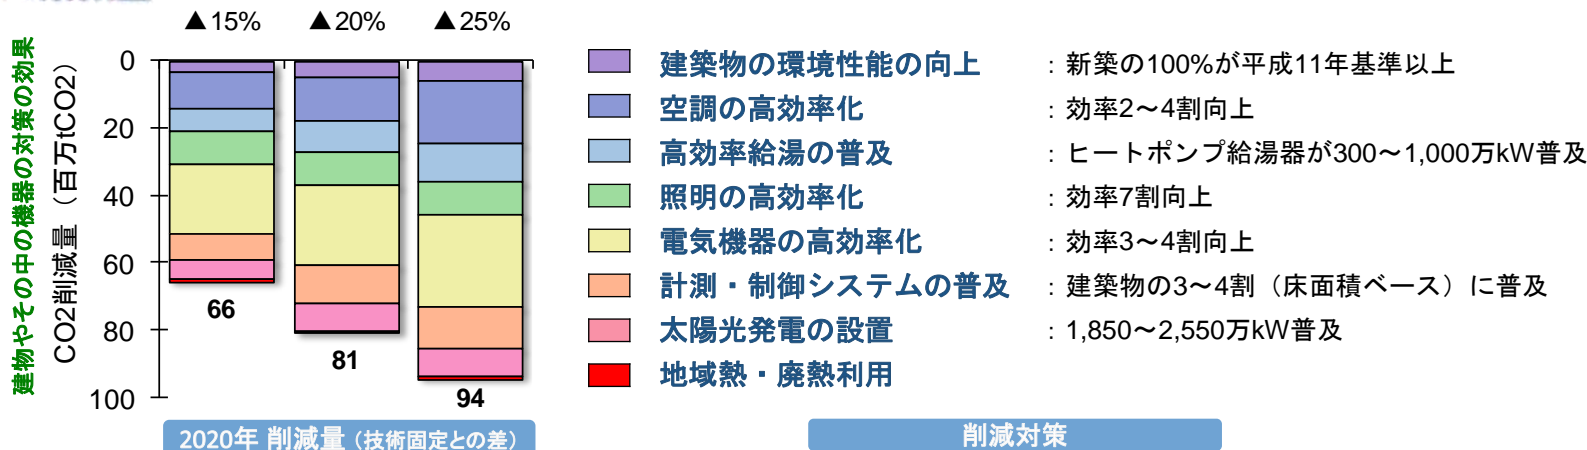 ▲15% ▲20% ▲25%
建物やその中の機器の対策の効果
CO2削減量（百万tCO2）
0
20
40
60
80
100
66
81
94
2020年 削減量（技術固定との差）
建築物の環境性能の向上 ：新築の100%が平成11年基準以上
空調の高効率化 ：効率2～4割向上
高効率給湯の普及 ：ヒートポンプ給湯器が300～1,000万kW普及
照明の高効率化 ：効率7割向上
電気機器の高効率化 ：効率3～4割向上
計測・制御システムの普及 ：建築物の3～4割（床面積ベース）に普及
太陽光発電の設置 ：1,850～2,550万kW普及
地域熱・廃熱利用
削減対策